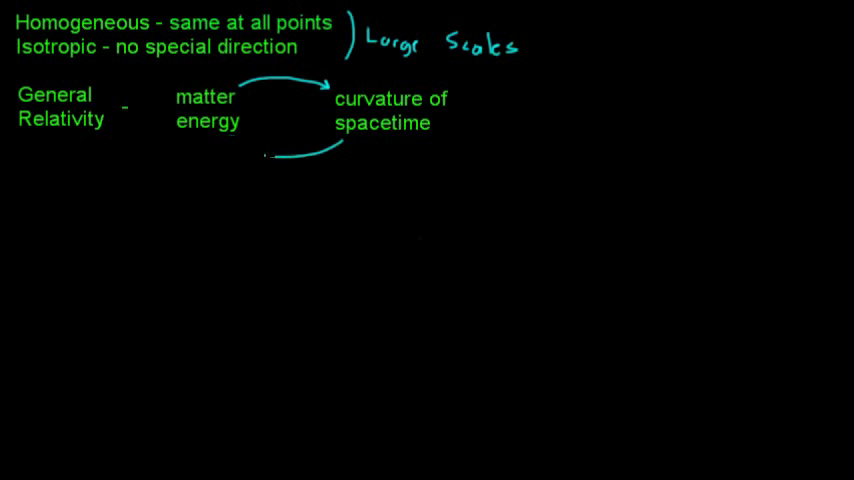 Homogeneous - same at all points
Isotropic - no special direction
Large Scales
General Relativity -
matter energy
curvature of spacetime